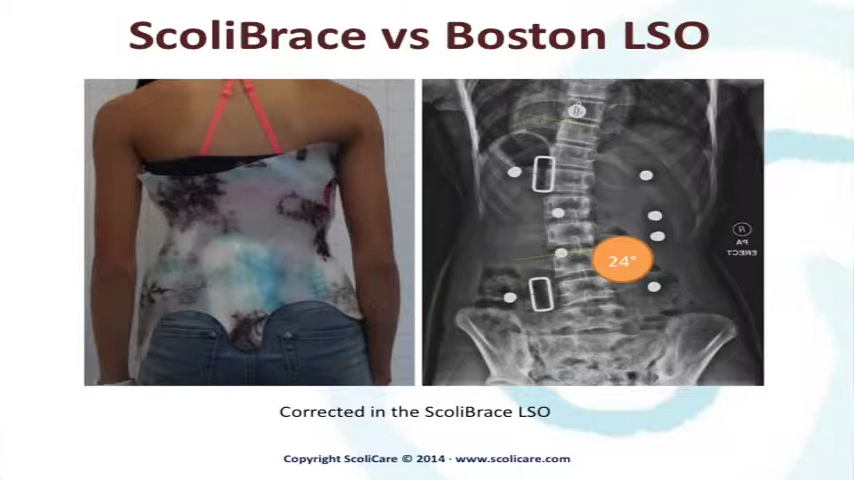 ScoliBrace vs Boston LSO
R
PA
ERECT
24°
Corrected in the ScoliBrace LSO
Copyright ScoliCare © 2014 · www.scolicare.com